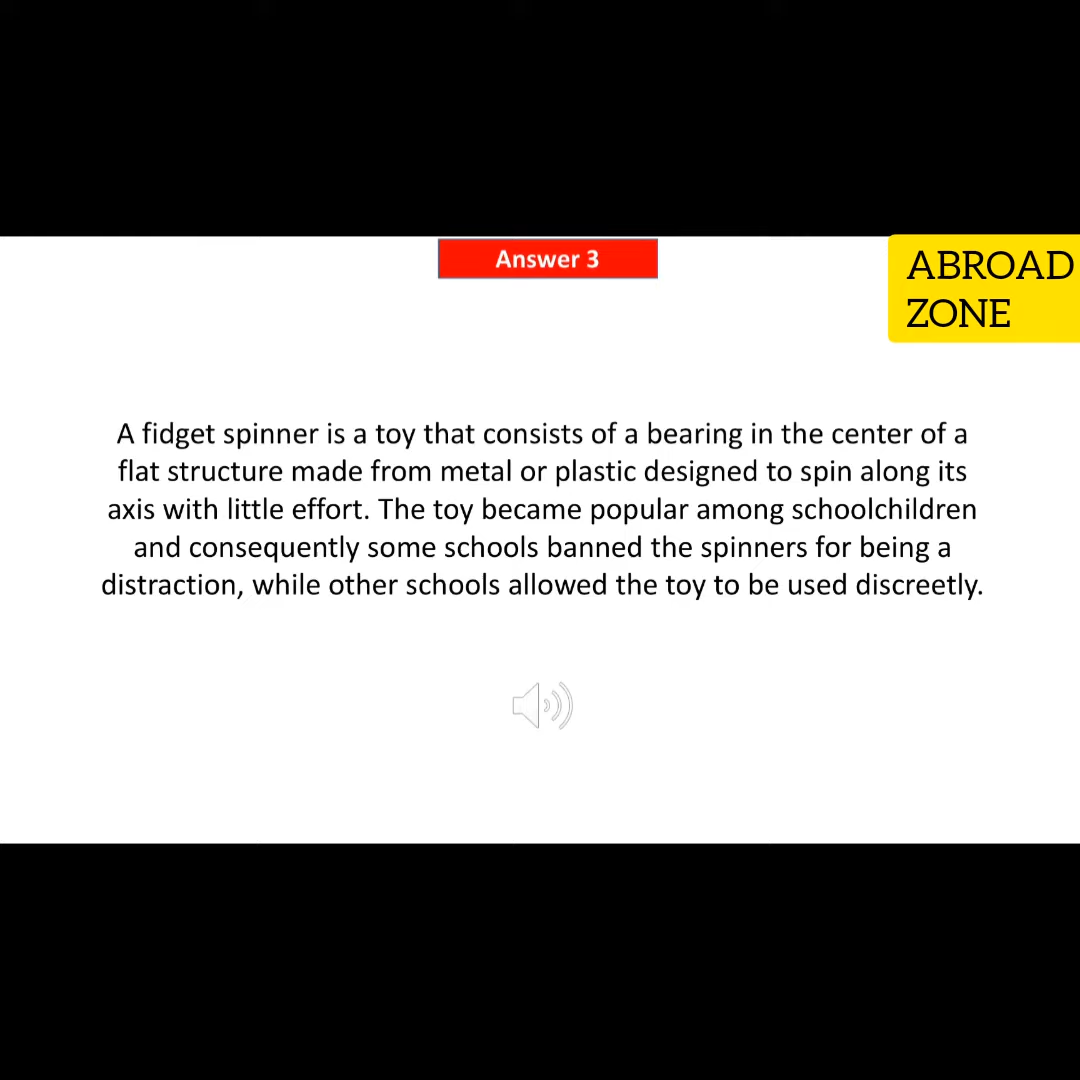 Answer 3
ABROAD
ZONE
A fidget spinner is a toy that consists of a bearing in the center of a
flat structure made from metal or plastic designed to spin along its
axis with little effort. The toy became popular among schoolchildren
and consequently some schools banned the spinners for being a
distraction, while other schools allowed the toy to be used discreetly.